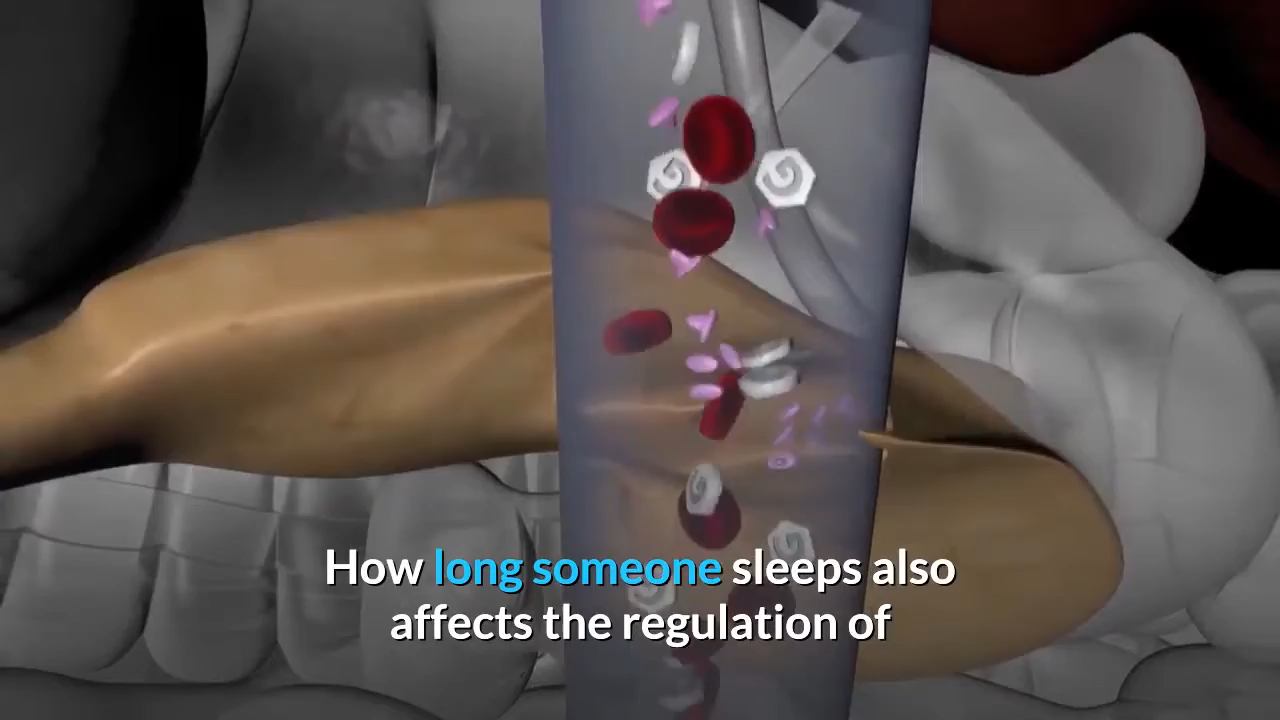 How long someone sleeps also
affects the regulation of